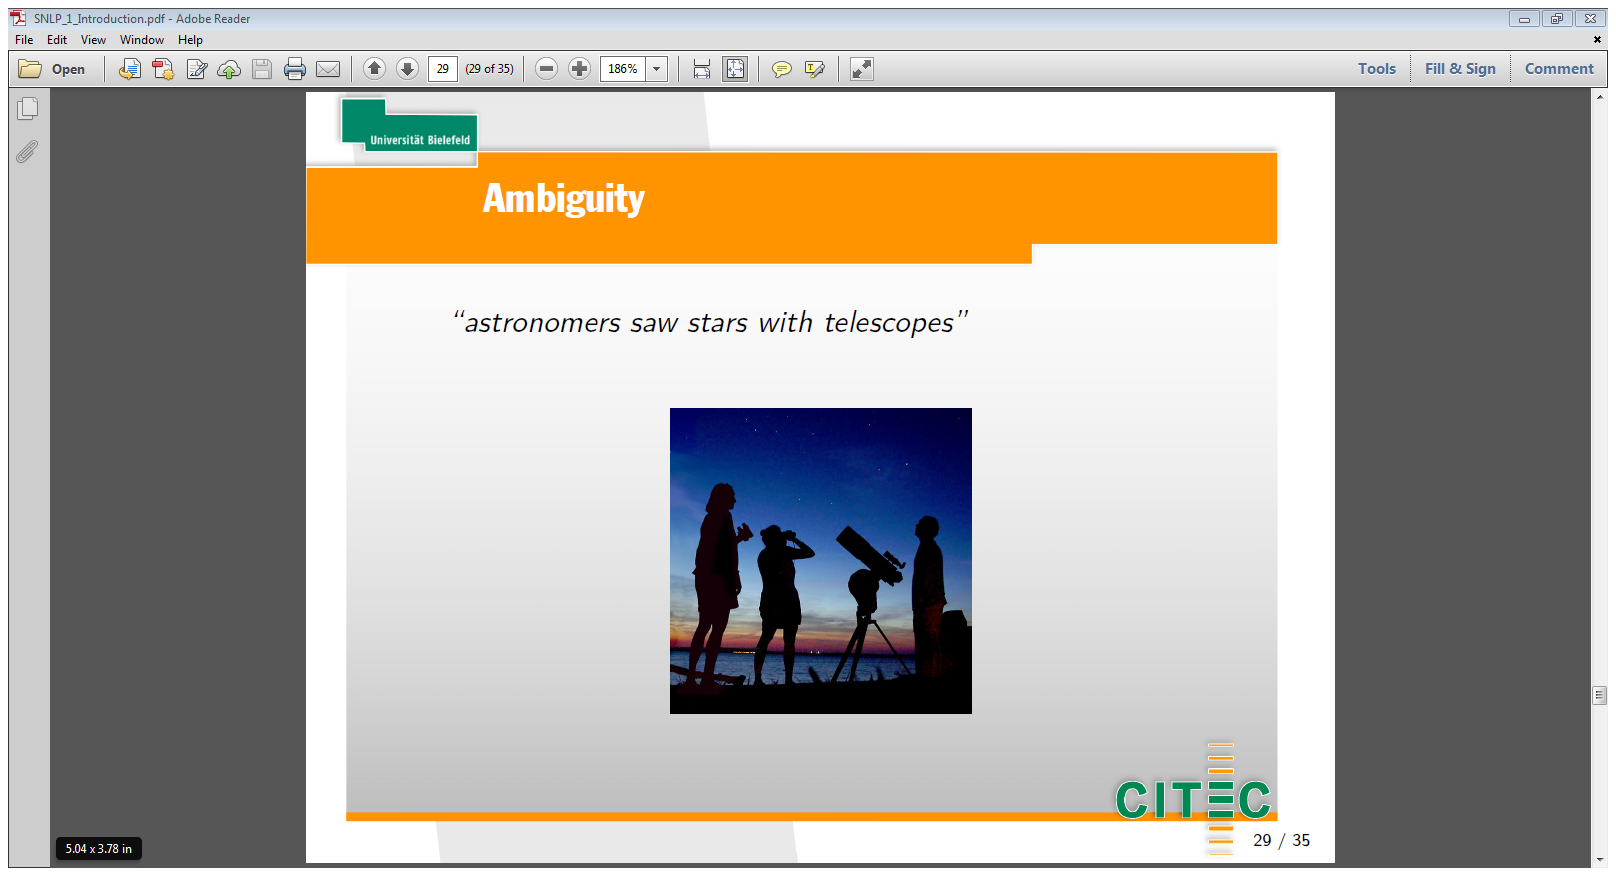 SNLP_1_Introduction.pdf - Adobe Reader
File Edit View Window Help
Open 29 (29 of 35) 186% Tools Fill & Sign Comment
Universität Bielefeld
Ambiguity
“astronomers saw stars with telescopes”
CITEC
29 / 35
5.04 x 3.78 in